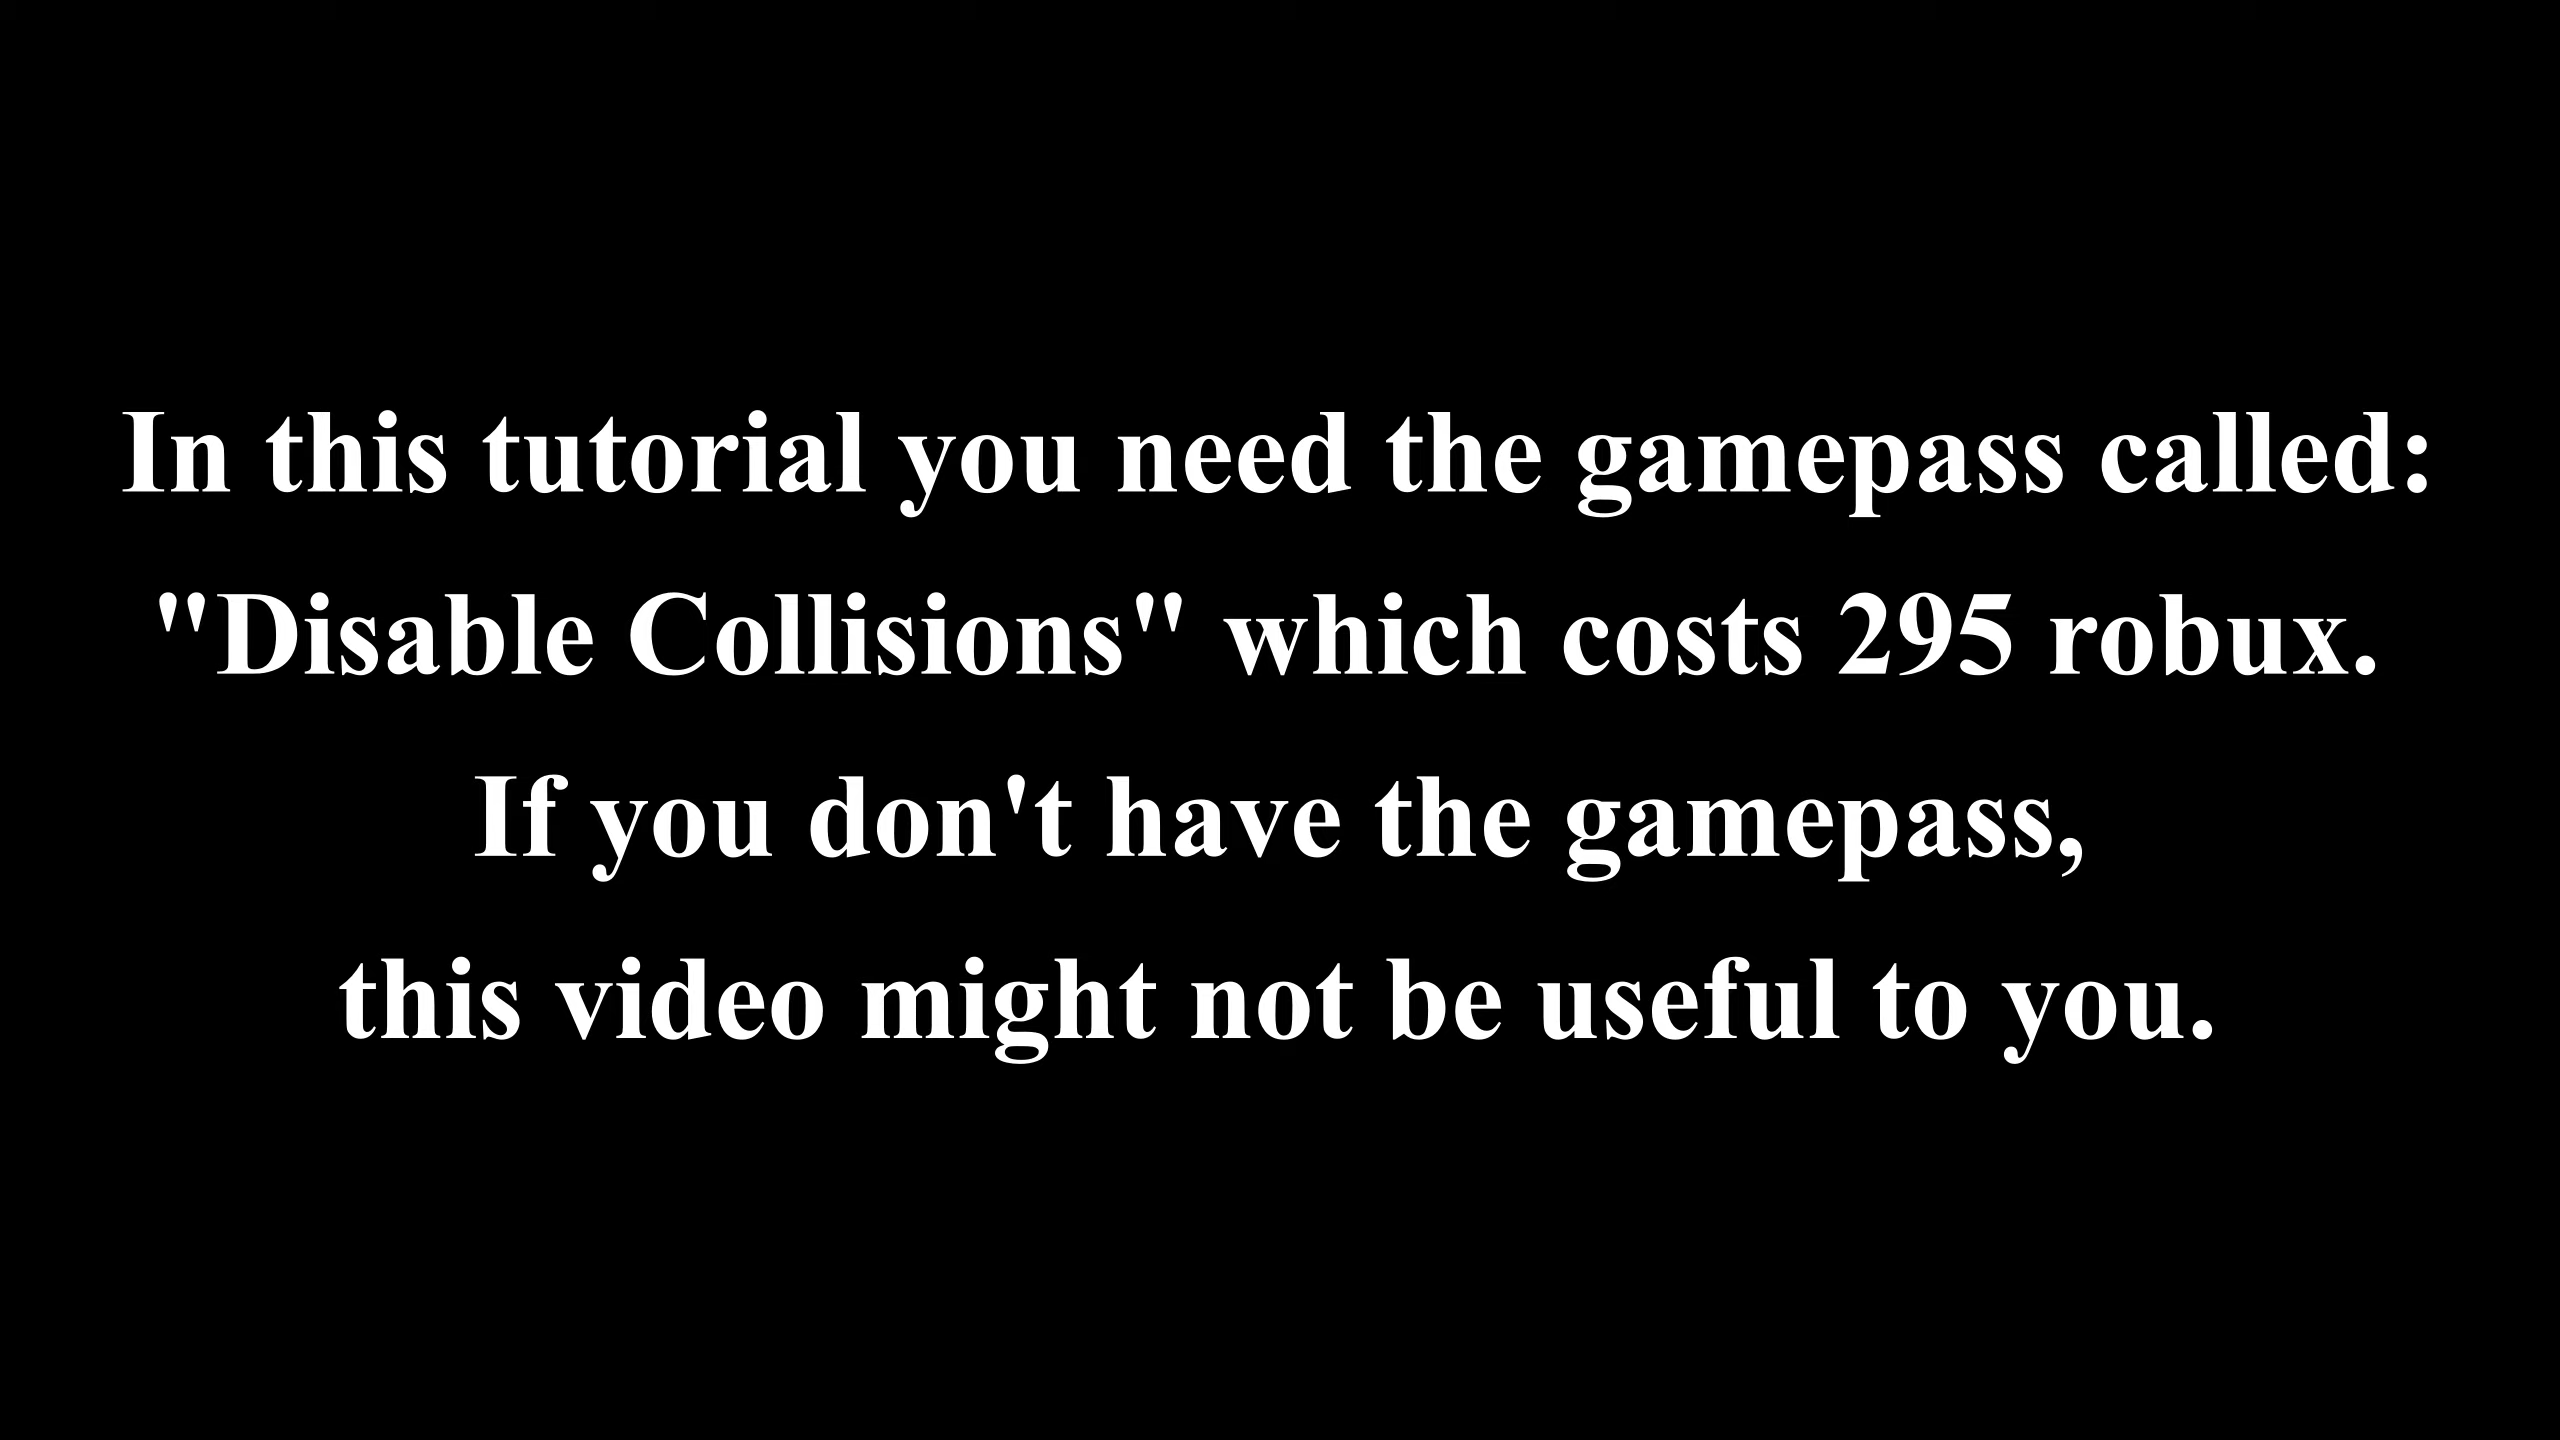 In this tutorial you need the gamepass called:
"Disable Collisions" which costs 295 robux.
If you don't have the gamepass,
this video might not be useful to you.